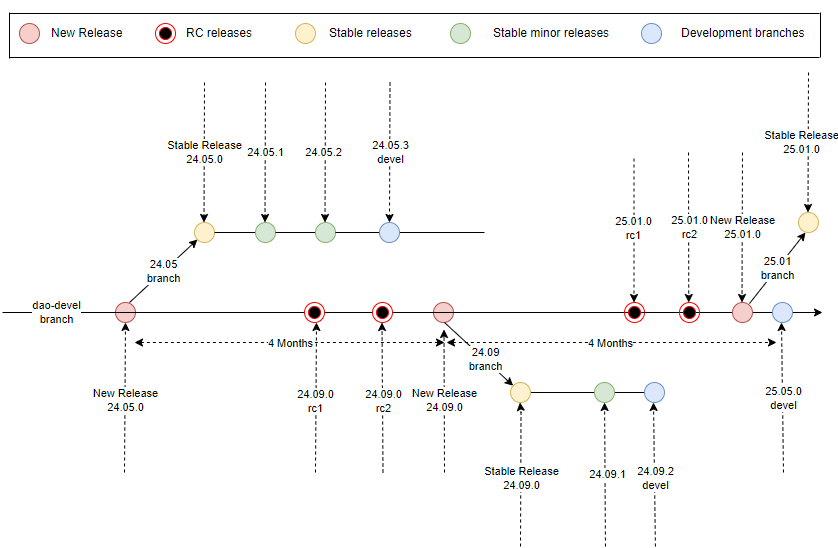 New Release
RC releases
Stable releases
Stable minor releases
Development branches
Stable Release
24.05.0
24.05.1
24.05.2
24.05.3
devel
Stable Release
25.01.0
25.01.0
rc1
25.01.0
rc2
New Release
25.01.0
24.05
branch
25.01
branch
dao-devel
branch
4 Months
4 Months
24.09
branch
New Release
24.05.0
24.09.0
rc1
24.09.0
rc2
New Release
24.09.0
25.05.0
devel
Stable Release
24.09.0
24.09.1
24.09.2
devel